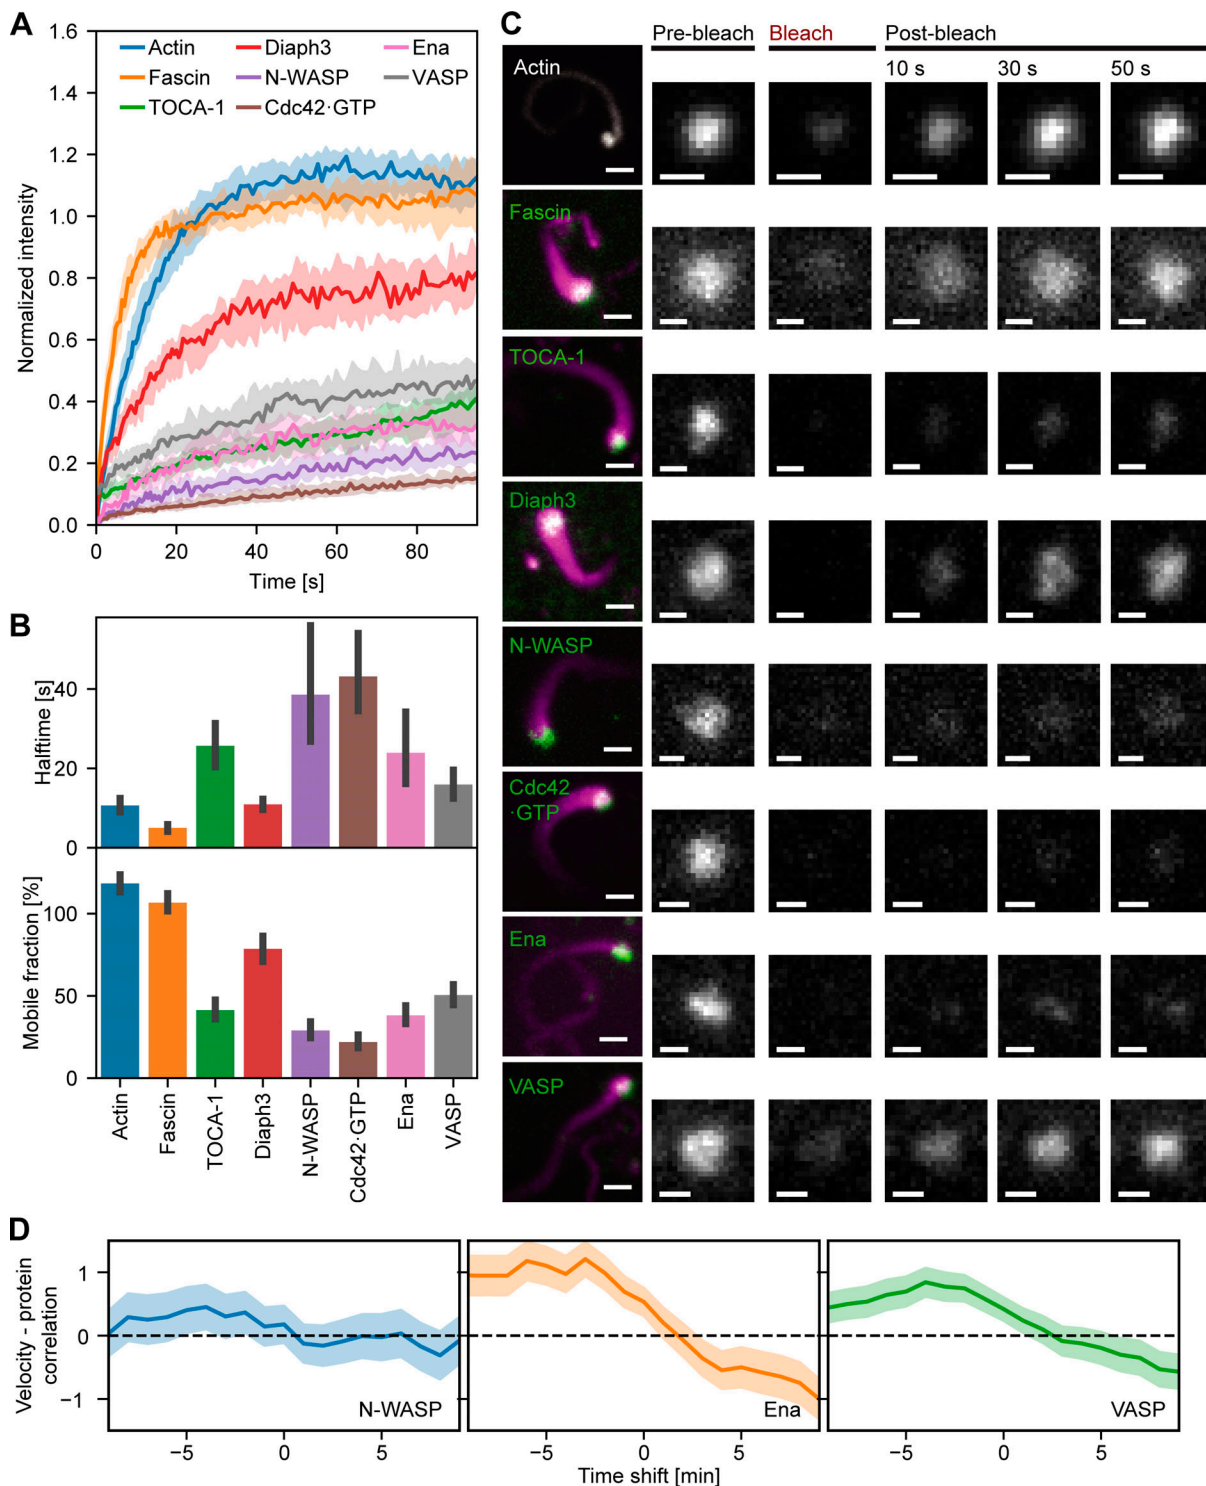 A
Actin
Diaph3
Ena
Fascin
N-WASP
VASP
TOCA-1
Cdc42·GTP
1.6
1.4
1.2
1.0
0.8
0.6
0.4
0.2
0.0
Normalized intensity
0 20 40 60 80
Time [s]
B
Halftime [s]
40
20
0
Mobile fraction [%]
100
50
0
Actin
Fascin
TOCA-1
Diaph3
N-WASP
Cdc42·GTP
Ena
VASP
C
Pre-bleach Bleach Post-bleach
10 s 30 s 50 s
Actin
Fascin
TOCA-1
Diaph3
N-WASP
Cdc42
·GTP
Ena
VASP
D
Velocity - protein
correlation
1
0
−1
N-WASP
Ena
VASP
−5 0 5
−5 0 5
−5 0 5
Time shift [min]